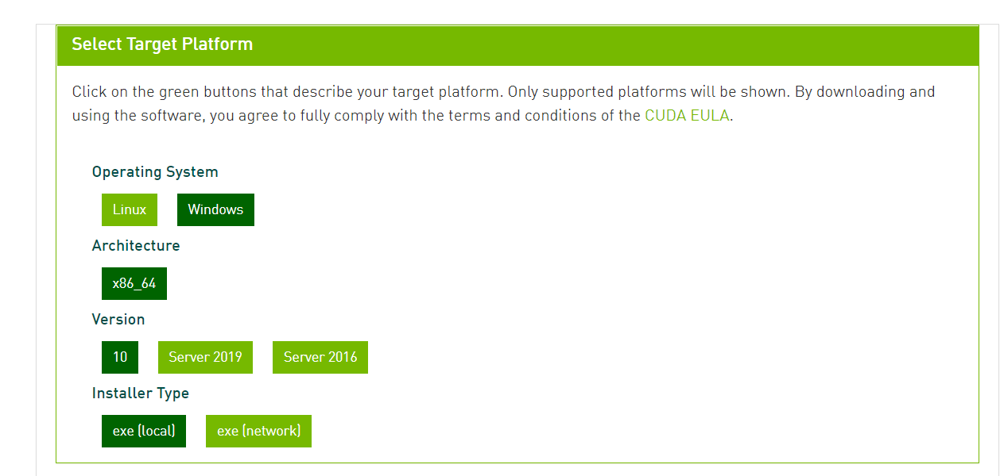 Select Target Platform
Click on the green buttons that describe your target platform. Only supported platforms will be shown. By downloading and
using the software, you agree to fully comply with the terms and conditions of the CUDA EULA.
Operating System
Linux Windows
Architecture
x86_64
Version
10 Server 2019 Server 2016
Installer Type
exe (local) exe (network)